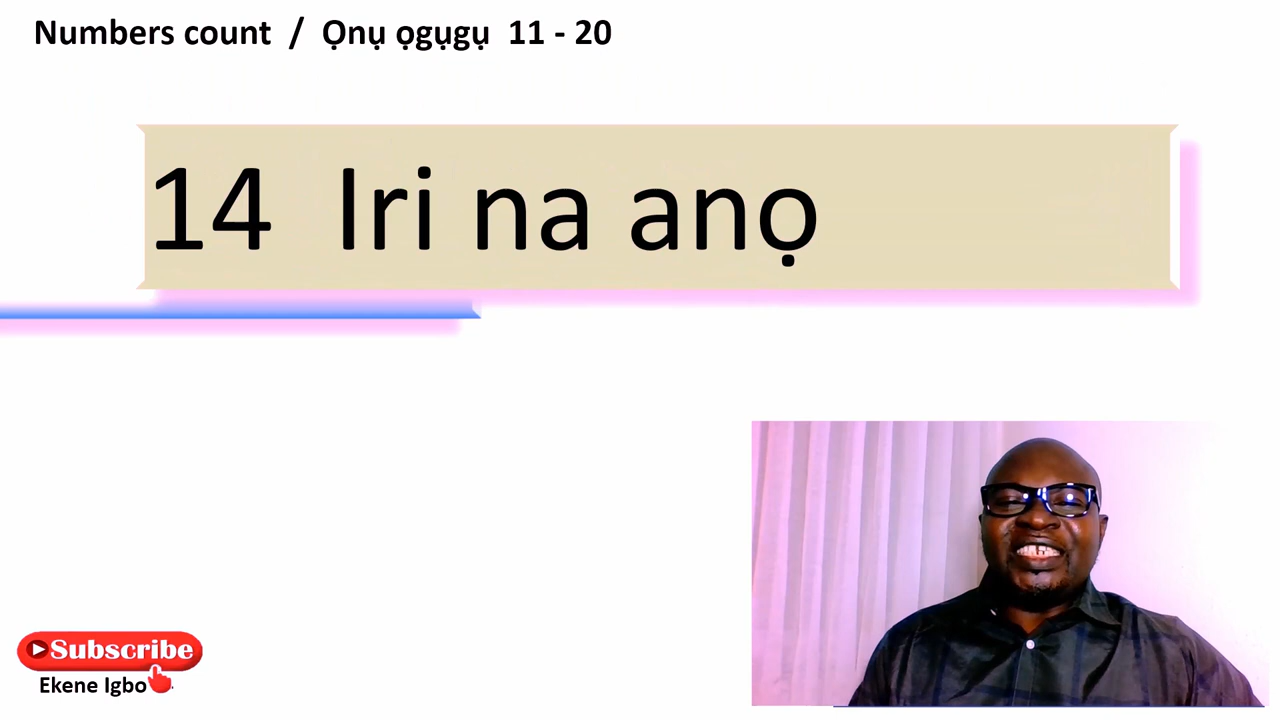 Numbers count / Ọnụ ọgụgụ 11 - 20
14 Iri na anọ
Subscribe
Ekene Igbo